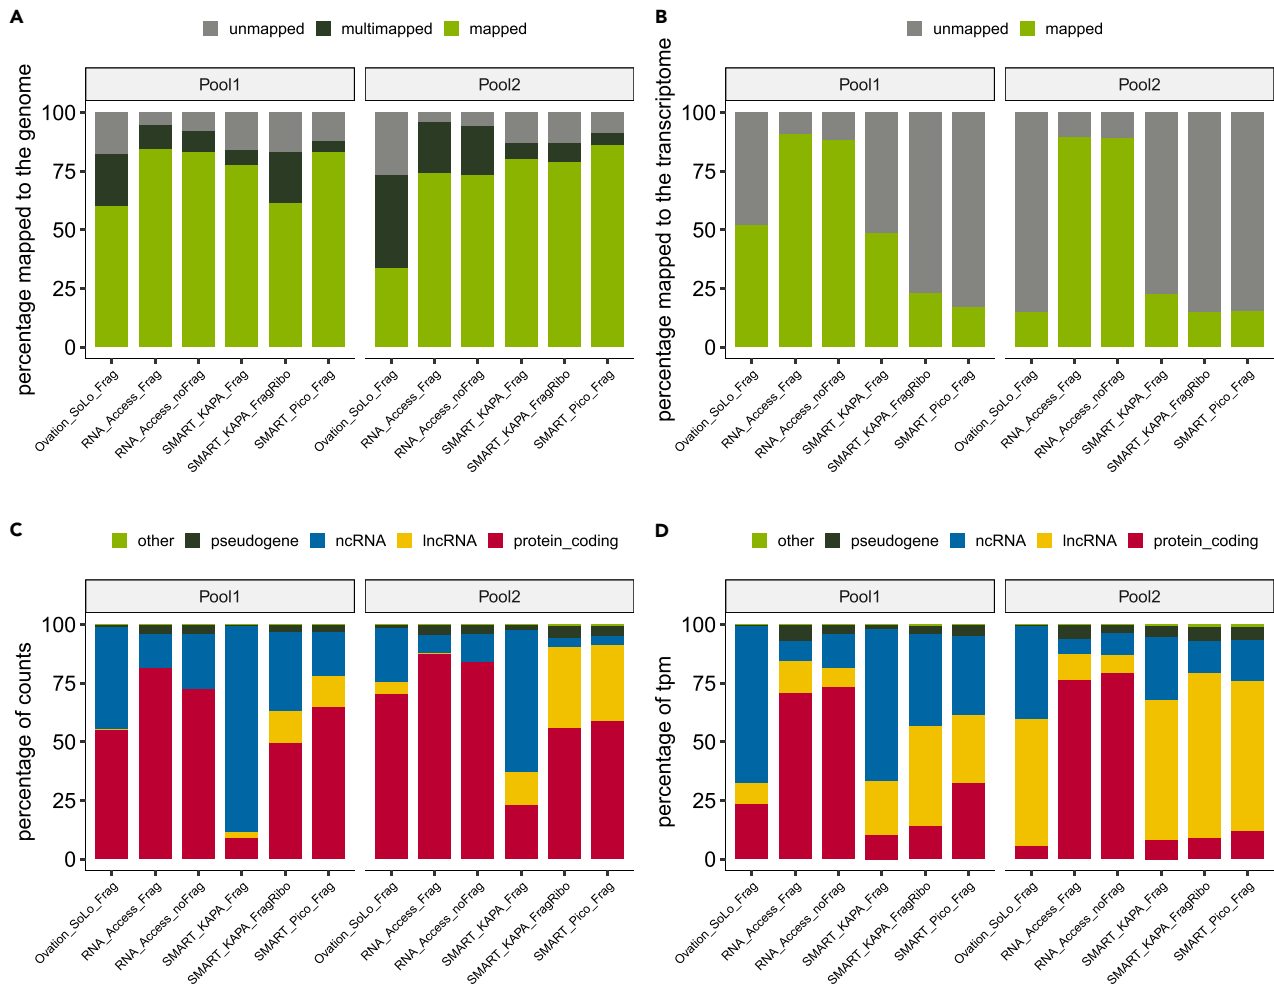 A
unmapped multimapped mapped
percentage mapped to the genome
Pool1 Pool2
100
75
50
25
0
Ovation_SoLo_Frag RNA_Access_Frag RNA_Access_noFrag SMART_KAPA_Frag SMART_KAPA_FragRibo SMART_Pico_Frag Ovation_SoLo_Frag RNA_Access_Frag RNA_Access_noFrag SMART_KAPA_Frag SMART_KAPA_FragRibo SMART_Pico_Frag
B
unmapped mapped
percentage mapped to the transcriptome
Pool1 Pool2
100
75
50
25
0
Ovation_SoLo_Frag RNA_Access_Frag RNA_Access_noFrag SMART_KAPA_Frag SMART_KAPA_FragRibo SMART_Pico_Frag Ovation_SoLo_Frag RNA_Access_Frag RNA_Access_noFrag SMART_KAPA_Frag SMART_KAPA_FragRibo SMART_Pico_Frag
C
other pseudogene ncRNA lncRNA protein_coding
percentage of counts
Pool1 Pool2
100
75
50
25
0
Ovation_SoLo_Frag RNA_Access_Frag RNA_Access_noFrag SMART_KAPA_Frag SMART_KAPA_FragRibo SMART_Pico_Frag Ovation_SoLo_Frag RNA_Access_Frag RNA_Access_noFrag SMART_KAPA_Frag SMART_KAPA_FragRibo SMART_Pico_Frag
D
other pseudogene ncRNA lncRNA protein_coding
percentage of tpm
Pool1 Pool2
100
75
50
25
0
Ovation_SoLo_Frag RNA_Access_Frag RNA_Access_noFrag SMART_KAPA_Frag SMART_KAPA_FragRibo SMART_Pico_Frag Ovation_SoLo_Frag RNA_Access_Frag RNA_Access_noFrag SMART_KAPA_Frag SMART_KAPA_FragRibo SMART_Pico_Frag